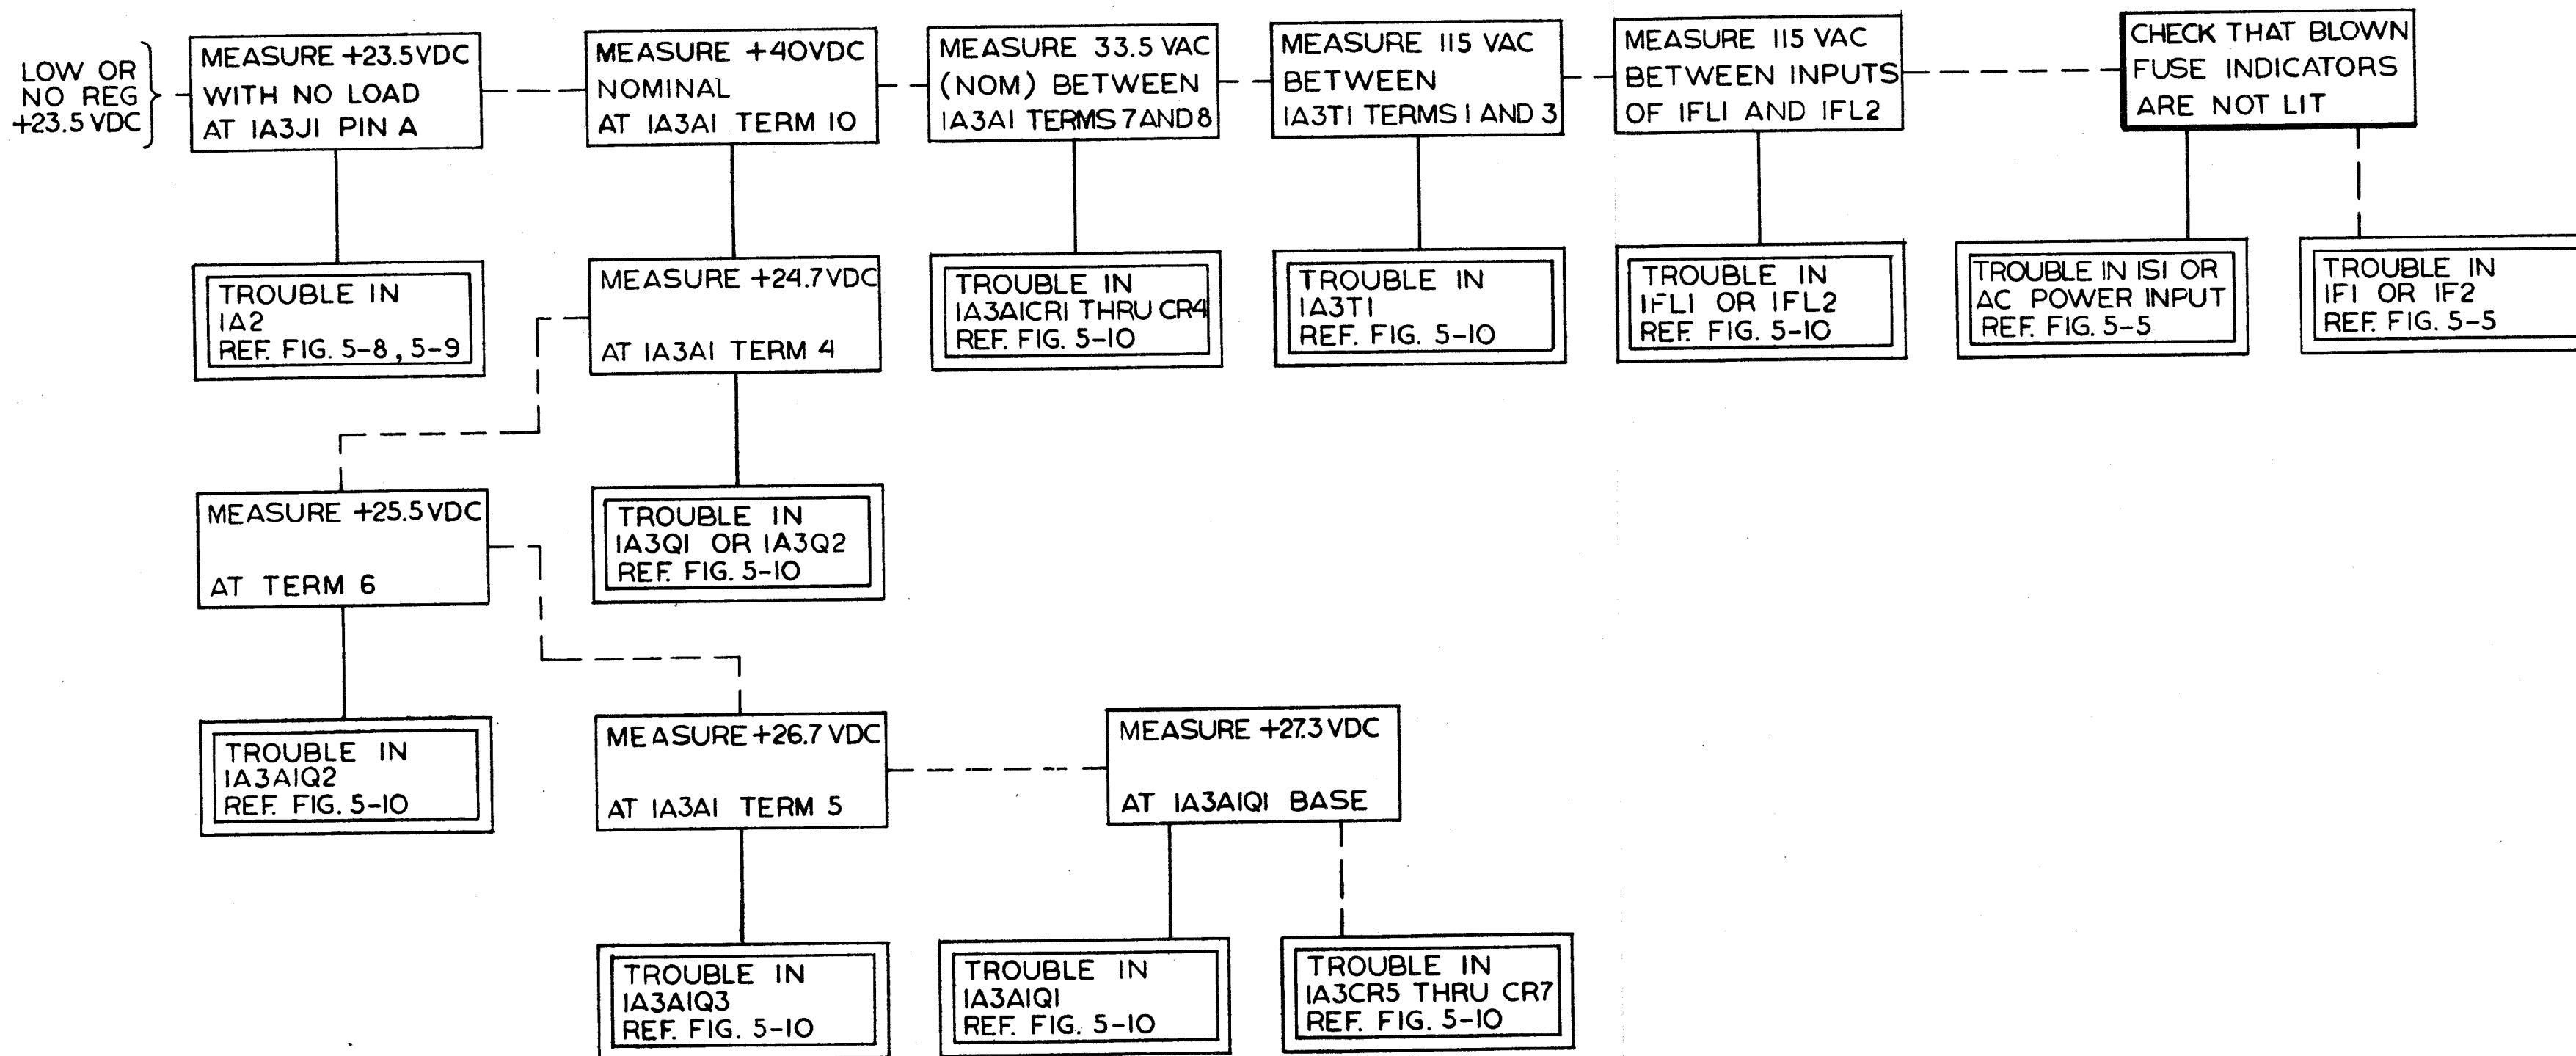 LOW OR
NO REG
+23.5 VDC
MEASURE +23.5VDC
WITH NO LOAD
AT 1A3J1 PIN A
MEASURE +40VDC
NOMINAL
AT 1A3A1 TERM 10
MEASURE 33.5 VAC
(NOM) BETWEEN
1A3A1 TERMS 7 AND 8
MEASURE 115 VAC
BETWEEN
1A3T1 TERMS 1 AND 3
MEASURE 115 VAC
BETWEEN INPUTS
OF 1FL1 AND 1FL2
CHECK THAT BLOWN
FUSE INDICATORS
ARE NOT LIT
TROUBLE IN
1A2
REF. FIG. 5-8, 5-9
MEASURE +24.7VDC
AT 1A3A1 TERM 4
TROUBLE IN
1A3A1CR1 THRU CR4
REF. FIG. 5-10
TROUBLE IN
1A3T1
REF. FIG. 5-10
TROUBLE IN
1FL1 OR 1FL2
REF. FIG. 5-10
TROUBLE IN 1S1 OR
AC POWER INPUT
REF. FIG. 5-5
TROUBLE IN
1F1 OR 1F2
REF. FIG. 5-5
MEASURE +25.5VDC
AT TERM 6
TROUBLE IN
1A3Q1 OR 1A3Q2
REF. FIG. 5-10
TROUBLE IN
1A3A1Q2
REF. FIG. 5-10
MEASURE +26.7 VDC
AT 1A3A1 TERM 5
MEASURE +27.3 VDC
AT 1A3A1Q1 BASE
TROUBLE IN
1A3A1Q3
REF. FIG. 5-10
TROUBLE IN
1A3A1Q1
REF. FIG. 5-10
TROUBLE IN
1A3CR5 THRU CR7
REF. FIG. 5-10